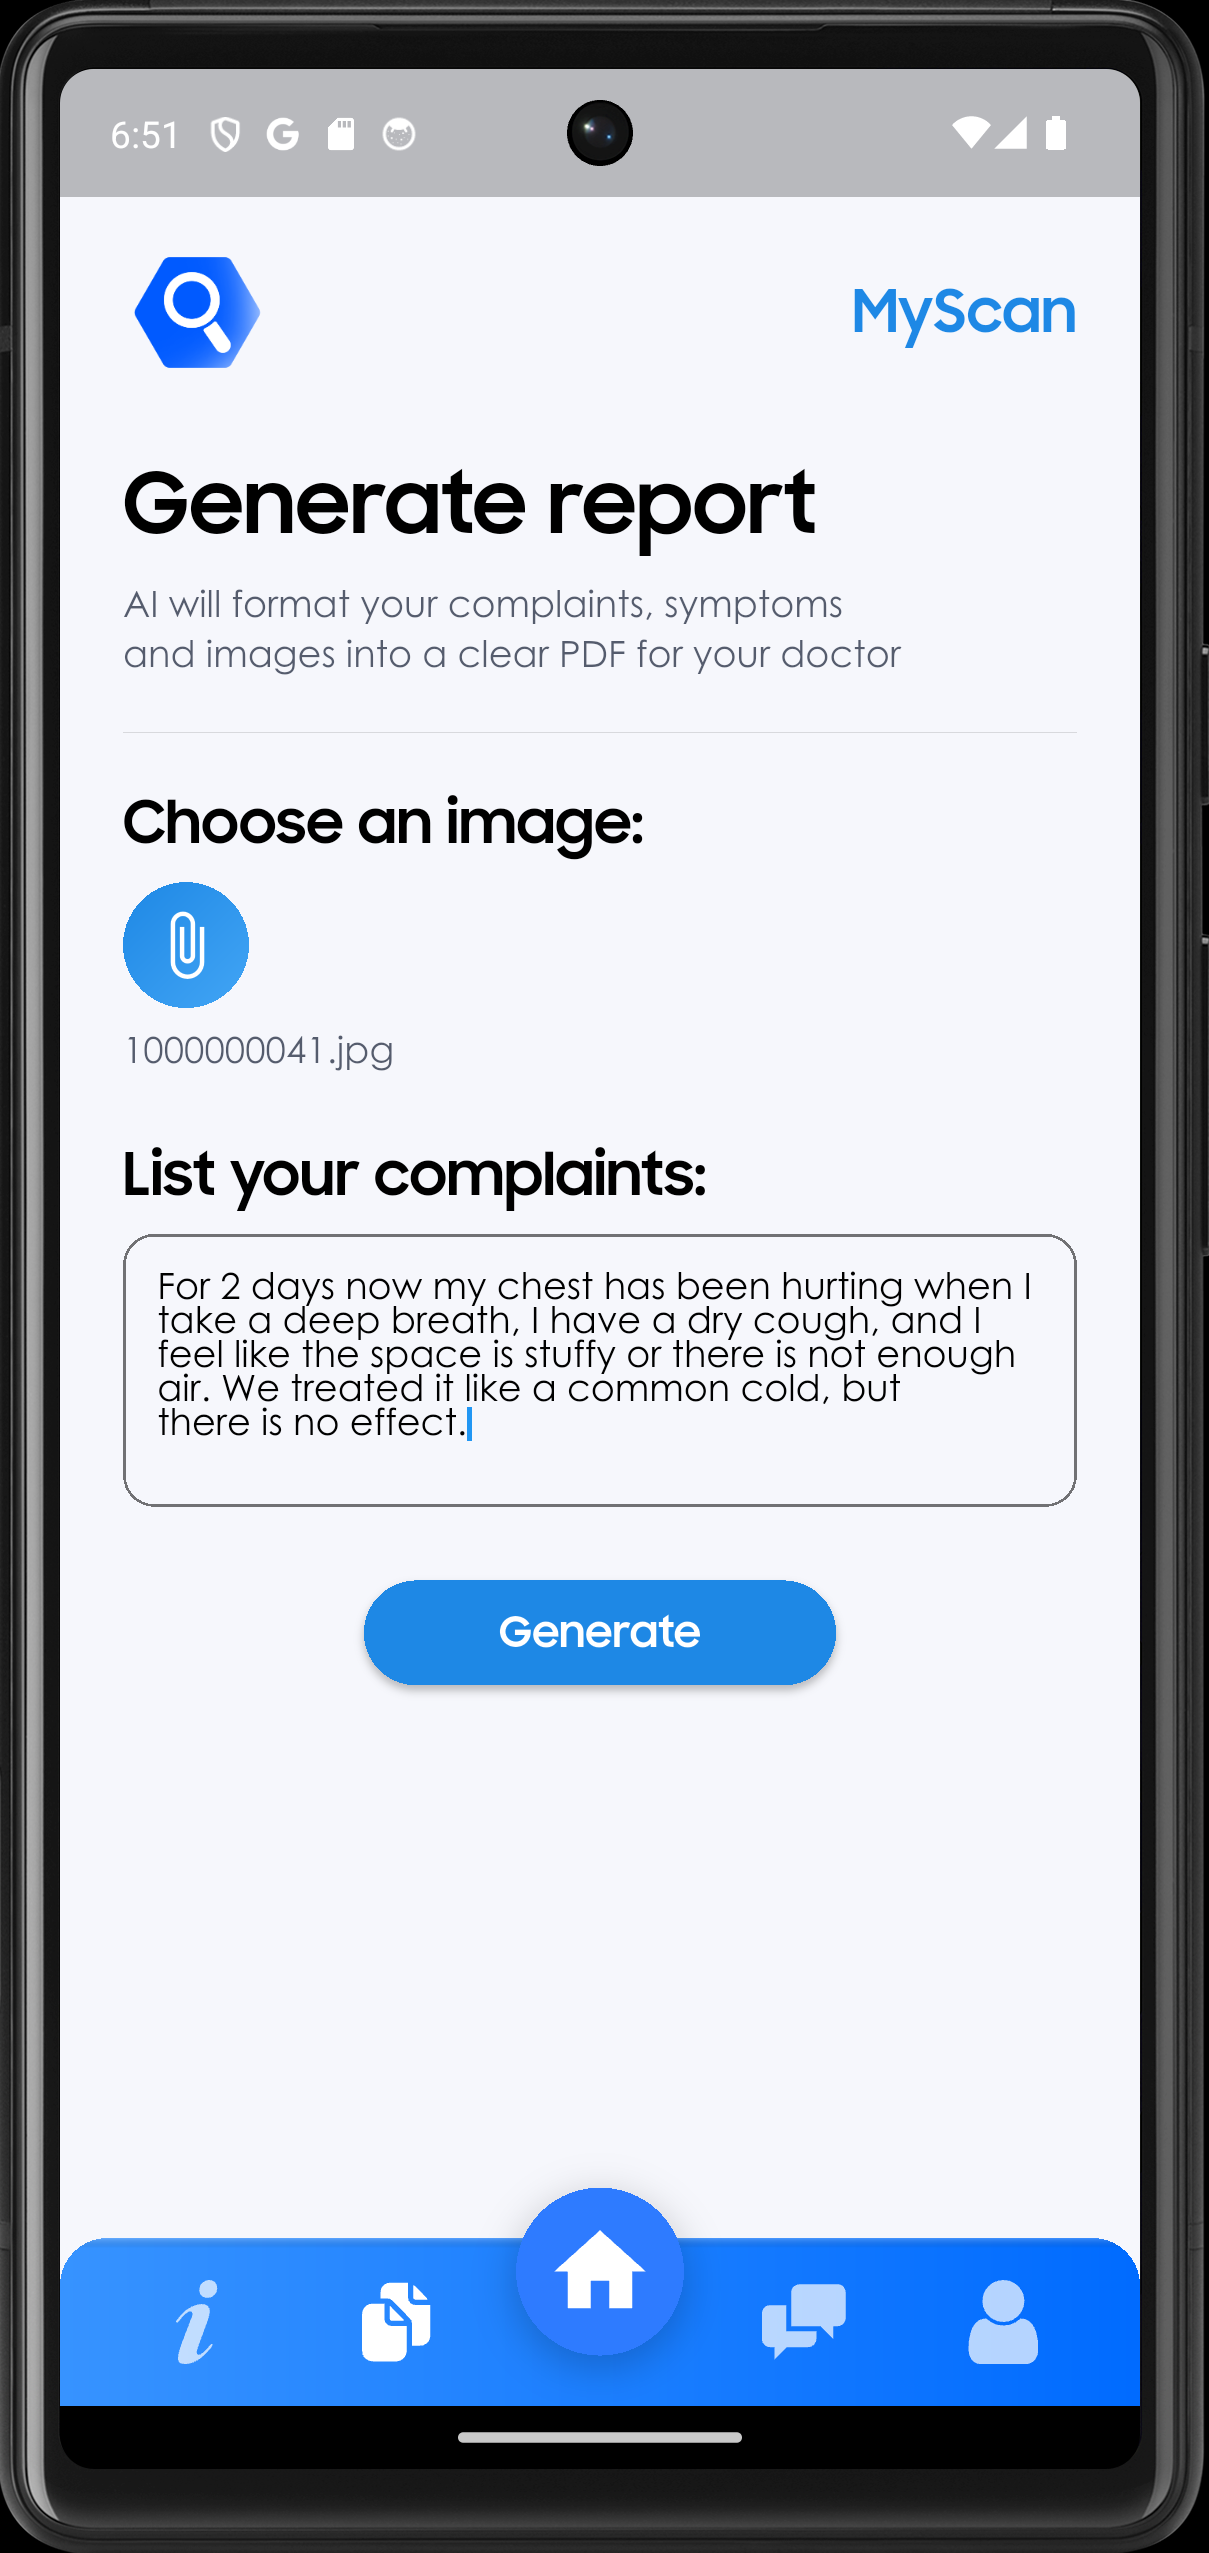 6:51
MyScan
Generate report
AI will format your complaints, symptoms
and images into a clear PDF for your doctor
Choose an image:
1000000041.jpg
List your complaints:
For 2 days now my chest has been hurting when I
take a deep breath, I have a dry cough, and I
feel like the space is stuffy or there is not enough
air. We treated it like a common cold, but
there is no effect.
Generate